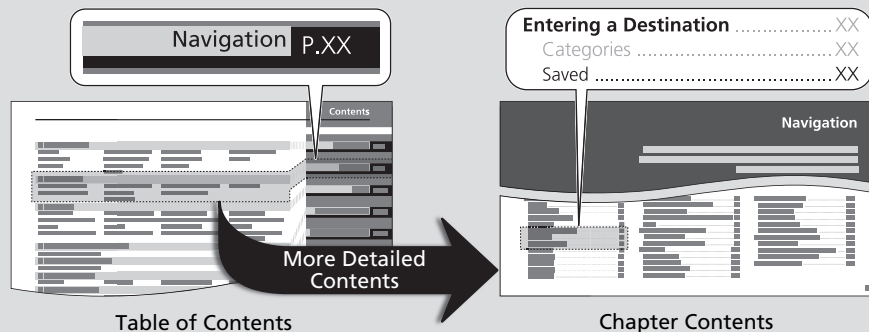 Navigation P.XX
Entering a Destination .................... XX
Categories .................... XX
Saved .................... XX
Contents
Navigation
More Detailed
Contents
Table of Contents
Chapter Contents